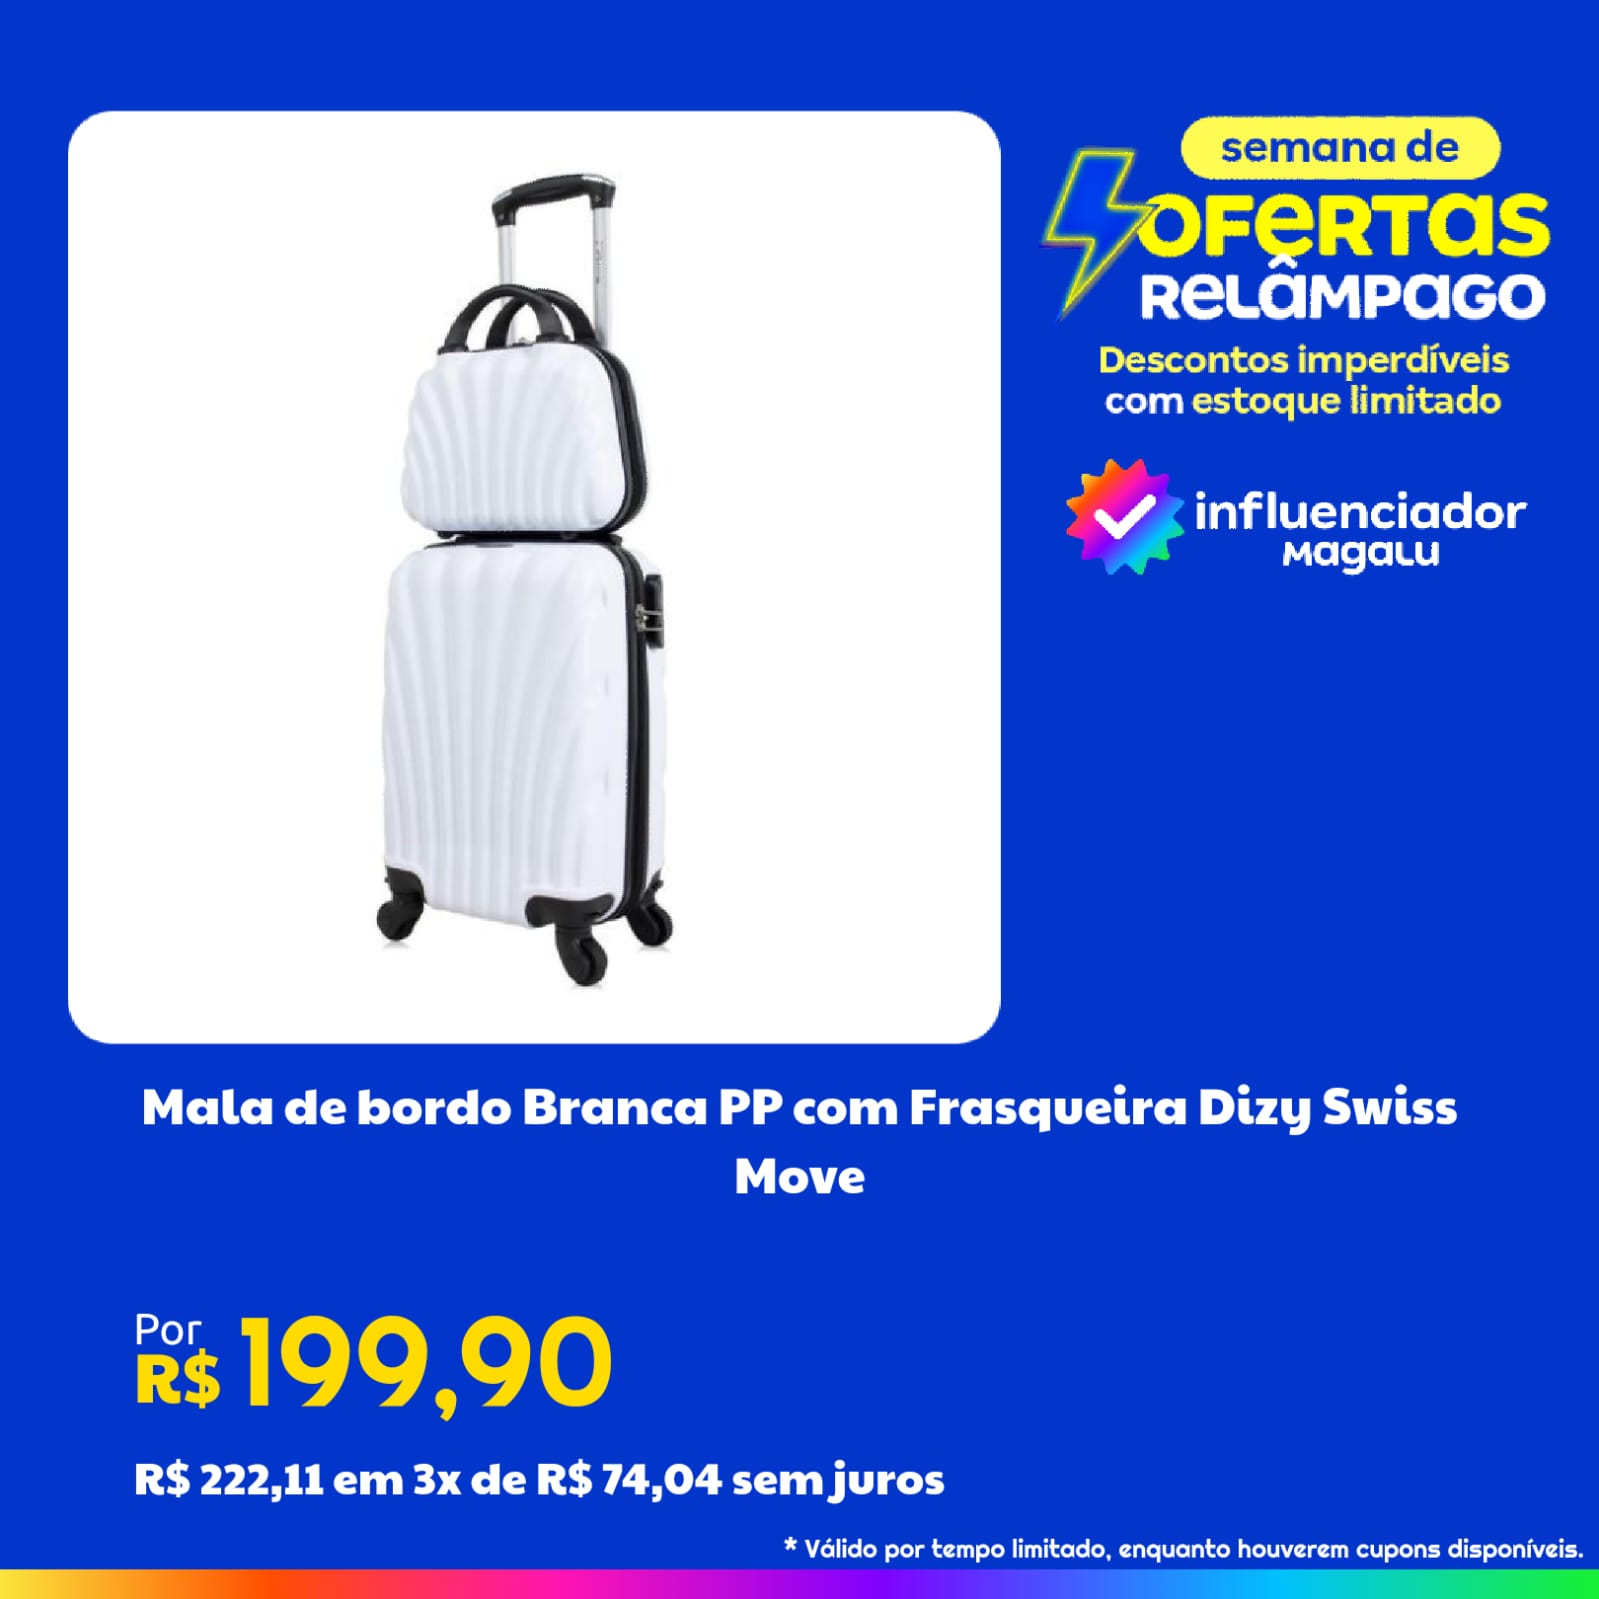 semana de
OFERTAS
RELÂMPAGO
Descontos imperdíveis
com estoque limitado
influenciador
MAGALU
Mala de bordo Branca PP com Frasqueira Dizy Swiss
Move
Por
R$ 199,90
R$ 222,11 em 3x de R$ 74,04 sem juros
* Válido por tempo limitado, enquanto houverem cupons disponíveis.